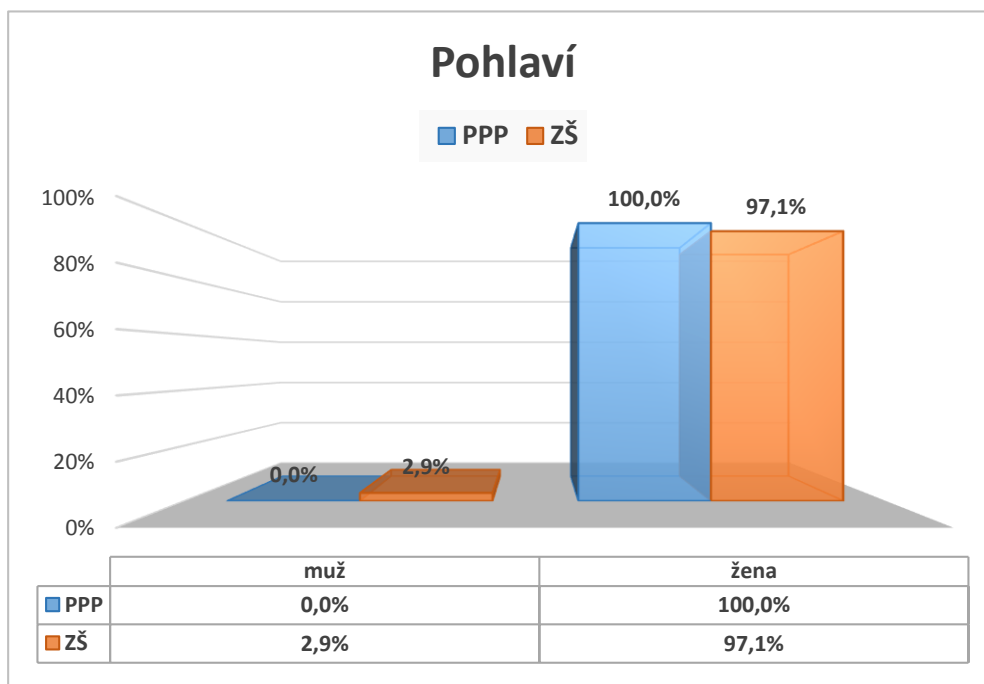 Pohlaví
PPP ZŠ
100%
80%
60%
40%
20%
0%
0,0%
2,9%
100,0%
97,1%
muž žena
PPP 0,0% 100,0%
ZŠ 2,9% 97,1%